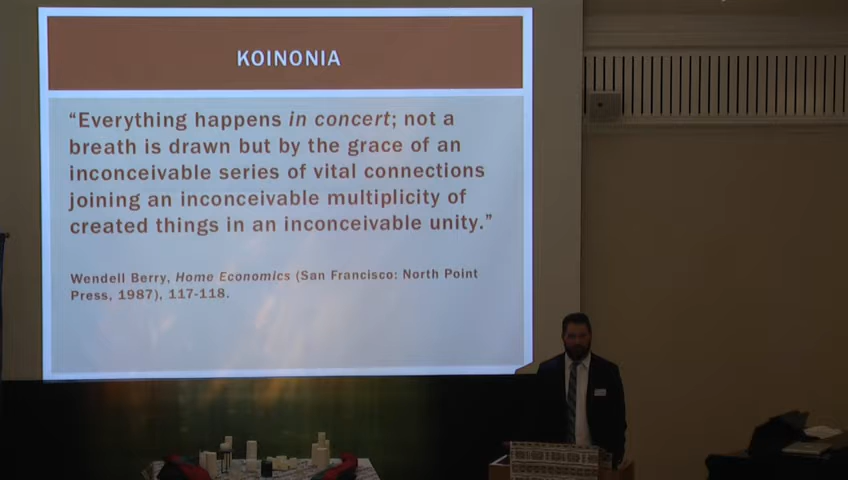 KOINONIA
“Everything happens in concert; not a
breath is drawn but by the grace of an
inconceivable series of vital connections
joining an inconceivable multiplicity of
created things in an inconceivable unity.”
Wendell Berry, Home Economics (San Francisco: North Point
Press, 1987), 117-118.